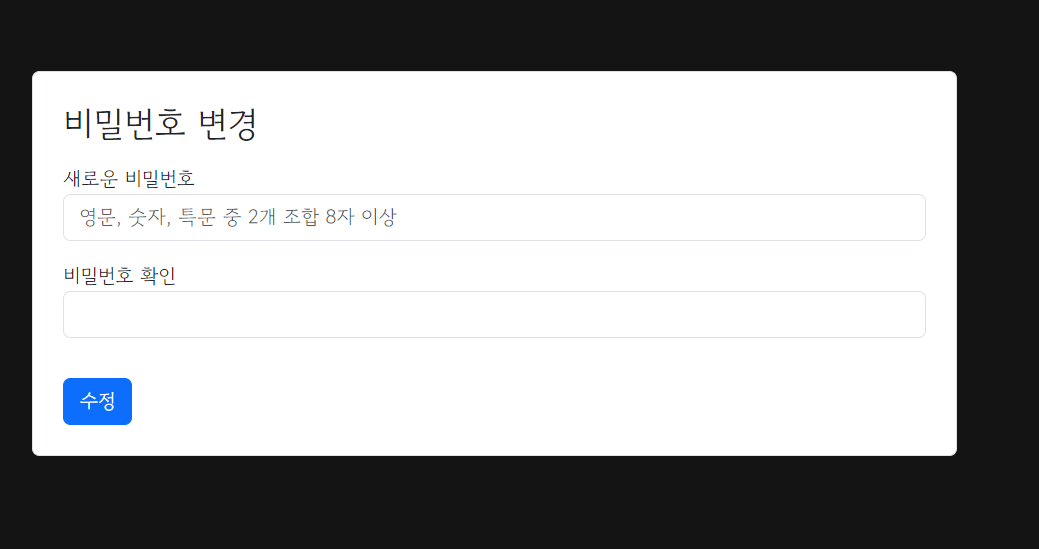 비밀번호 변경
새로운 비밀번호
영문, 숫자, 특문 중 2개 조합 8자 이상
비밀번호 확인
수정